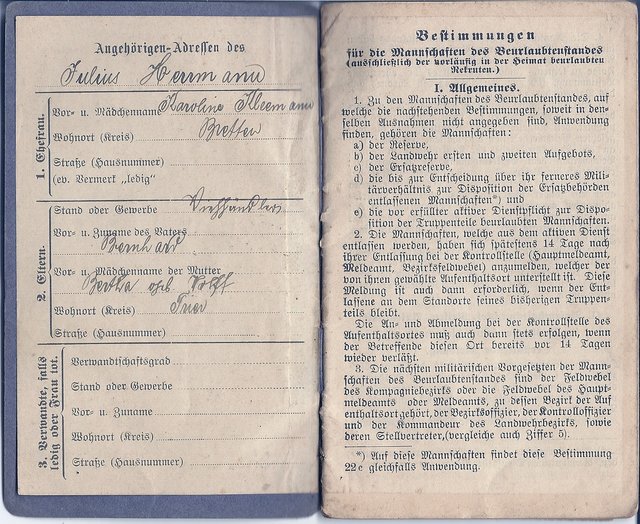 Angehörigen-Adressen des
Julius Herrmann
1. Ehefrau.
Vor- u. Mädchenname Karoline Kleemann
Wohnort (Kreis) Bretten
Straße (Hausnummer)
(ev. Vermerk „ledig“)
2. Eltern.
Stand oder Gewerbe Viehhändler
Vor- u. Zuname des Vaters
Bernhard
Vor- u. Mädchenname der Mutter
Bertha geb. Wolf
Wohnort (Kreis) Trier
Straße (Hausnummer)
3. Verwandte, falls
ledig oder Frau tot.
Verwandtschaftsgrad
Stand oder Gewerbe
Vor- u. Zuname
Wohnort (Kreis)
Straße (Hausnummer)
Bestimmungen
für die Mannschaften des Beurlaubtenstandes
(ausschließlich der vorläufig in der Heimat beurlaubten
Rekruten.)
I. Allgemeines.
1. Zu den Mannschaften des Beurlaubtenstandes, auf
welche die nachstehenden Bestimmungen, soweit in den-
selben Ausnahmen nicht angegeben sind, Anwendung
finden, gehören die Mannschaften:
a) der Reserve,
b) der Landwehr ersten und zweiten Aufgebots,
c) der Ersatzreserve,
d) die bis zur Entscheidung über ihr ferneres Mili-
tärverhältnis zur Disposition der Ersatzbehörden
entlassenen Mannschaften*) und
e) die vor erfüllter aktiver Dienstpflicht zur Dispo-
sition der Truppenteile beurlaubten Mannschaften.
2. Die Mannschaften, welche aus dem aktiven Dienst
entlassen werden, haben sich spätestens 14 Tage nach
ihrer Entlassung bei der Kontrollstelle (Hauptmeldeamt,
Meldeamt, Bezirksfeldwebel) anzumelden, welcher der
von ihnen gewählte Aufenthaltsort unterstellt ist. Diese
Meldung ist auch dann erforderlich, wenn der Ent-
lassene am Standorte seines bisherigen Truppen-
teils bleibt.
Die An- und Abmeldung bei der Kontrollstelle des
Aufenthaltsortes muß auch dann stets erfolgen, wenn
der Betreffende diesen Ort bereits vor 14 Tagen
wieder verläßt.
3. Die nächsten militärischen Vorgesetzten der Mann-
schaften des Beurlaubtenstandes sind der Feldwebel
des Kompagniebezirks oder die Feldwebel des Haupt-
meldeamts oder Meldeamts, zu dessen Bezirk der Auf
enthaltsort gehört, der Bezirksoffizier, der Kontrolloffizier
und der Kommandeur des Landwehrbezirks, sowie
deren Stellvertreter, (vergleiche auch Ziffer 5).
*) Auf diese Mannschaften findet diese Bestimmung
22e gleichfalls Anwendung.